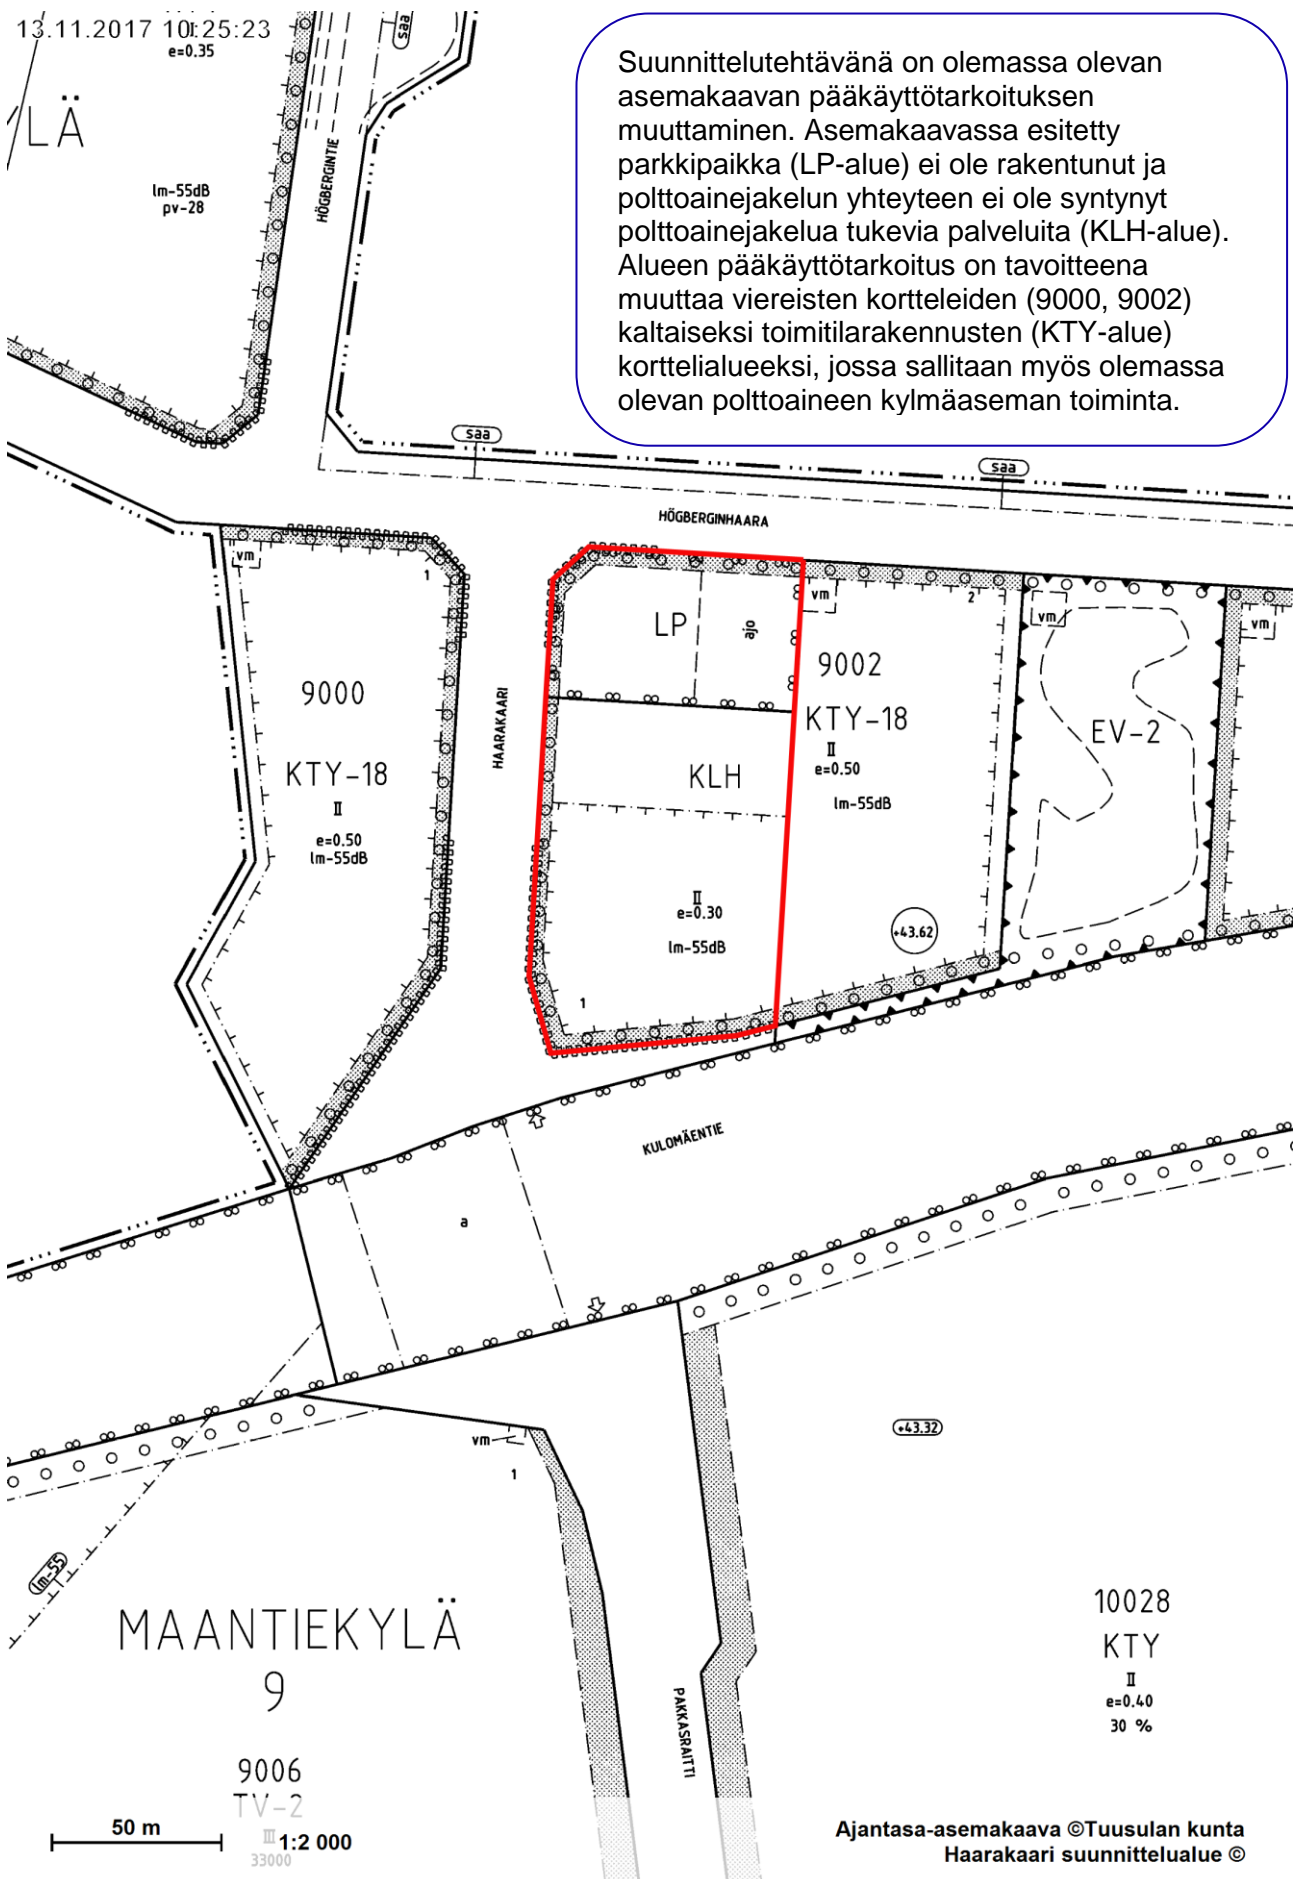 13.11.2017 10:25:23
II
e=0.35
saa
YLÄ
lm-55dB
pv-28
HÖGBERGINTIE
Suunnittelutehtävänä on olemassa olevan
asemakaavan pääkäyttötarkoituksen
muuttaminen. Asemakaavassa esitetty
parkkipaikka (LP-alue) ei ole rakentunut ja
polttoainejakelun yhteyteen ei ole syntynyt
polttoainejakelua tukevia palveluita (KLH-alue).
Alueen pääkäyttötarkoitus on tavoitteena
muuttaa viereisten kortteleiden (9000, 9002)
kaltaiseksi toimitilarakennusten (KTY-alue)
korttelialueeksi, jossa sallitaan myös olemassa
olevan polttoaineen kylmäaseman toiminta.
saa
saa
HÖGBERGINHAARA
vm
1
LP
ajo
vm
2
vm
vm
9000
KTY-18
II
e=0.50
lm-55dB
HAARAKAARI
9002
KTY-18
II
e=0.50
lm-55dB
EV-2
KLH
II
e=0.30
lm-55dB
+43.62
1
KULOMÄENTIE
a
vm
1
+43.32
lm-55
MAANTIEKYLÄ
9
10028
KTY
II
e=0.40
30 %
PAKKASRAITTI
9006
TV-2
III
33000
50 m
1:2 000
Ajantasa-asemakaava ©Tuusulan kunta
Haarakaari suunnittelualue ©